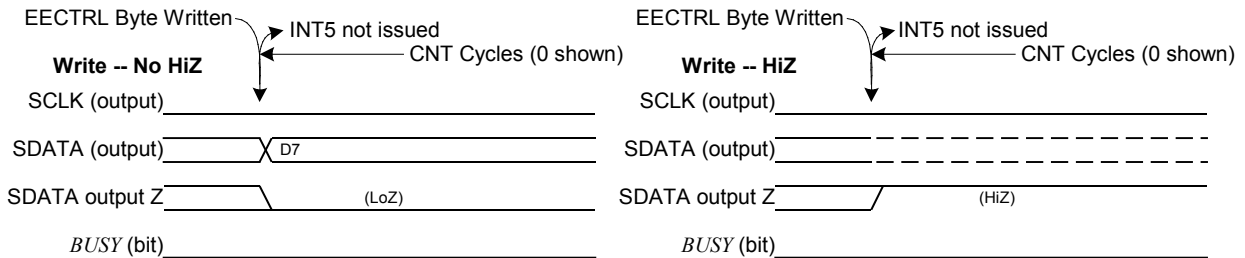 EECTRL Byte Written
INT5 not issued
CNT Cycles (0 shown)
Write -- No HiZ
SCLK (output)
SDATA (output)
D7
SDATA output Z
(LoZ)
BUSY (bit)
EECTRL Byte Written
INT5 not issued
CNT Cycles (0 shown)
Write -- HiZ
SCLK (output)
SDATA (output)
SDATA output Z
(HiZ)
BUSY (bit)